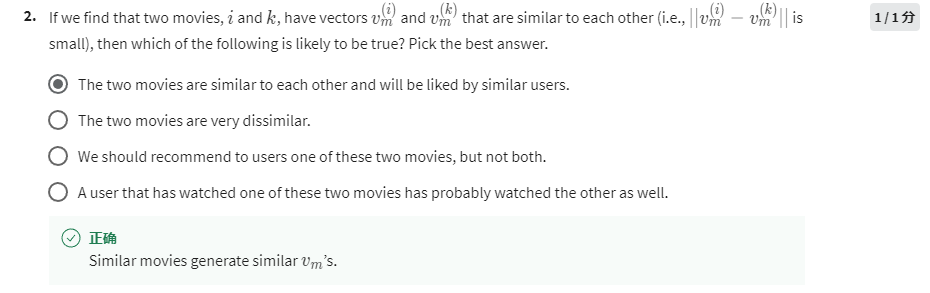 2. If we find that two movies, i and k, have vectors v_m^(i) and v_m^(k) that are similar to each other (i.e., ||v_m^(i) − v_m^(k)|| is 1/1分
small), then which of the following is likely to be true? Pick the best answer.
The two movies are similar to each other and will be liked by similar users.
The two movies are very dissimilar.
We should recommend to users one of these two movies, but not both.
A user that has watched one of these two movies has probably watched the other as well.
正确
Similar movies generate similar v_m's.